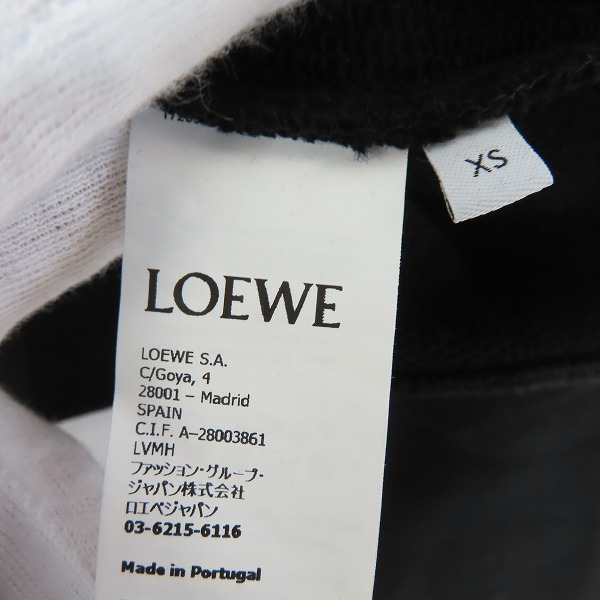 XS
LOEWE
LOEWE S.A.
C/Goya, 4
28001 – Madrid
SPAIN
C.I.F. A–28003861
LVMH
ファッション・グループ・
ジャパン株式会社
ロエベジャパン
03-6215-6116
Made in Portugal